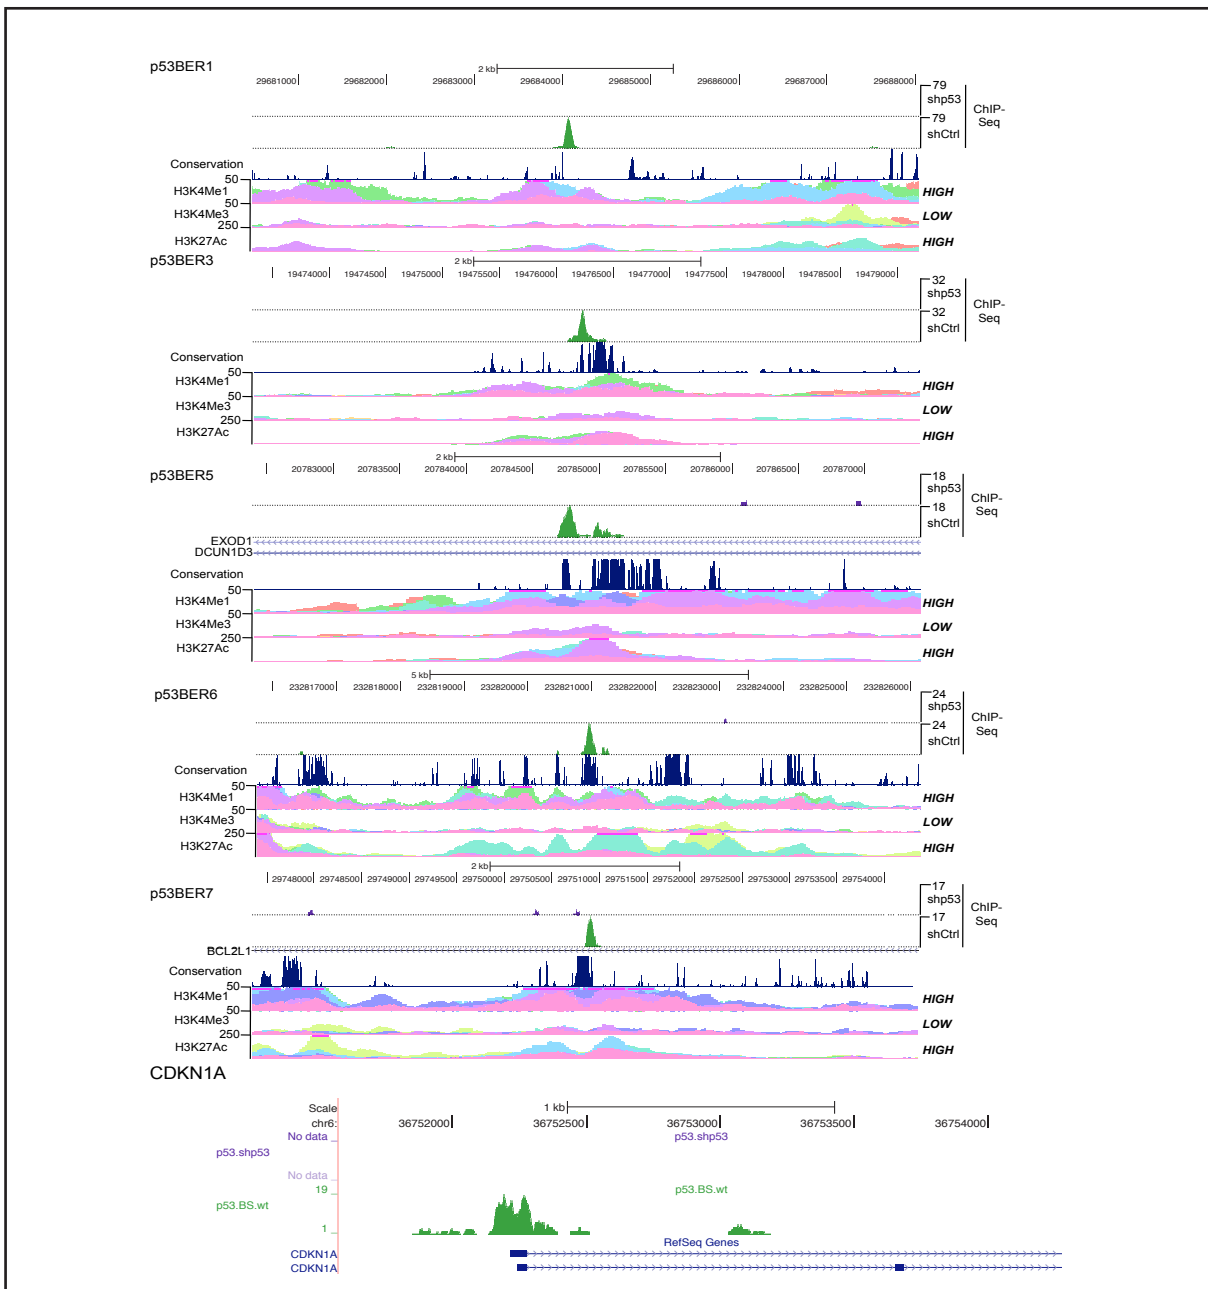 p53BER1
2 kb
29681000 29682000 29683000 29684000 29685000 29686000 29687000 29688000
79
shp53
79
shCtrl
ChIP-
Seq
Conservation
50
H3K4Me1 HIGH
50
H3K4Me3 LOW
250
H3K27Ac HIGH
p53BER3
2 kb
19474000 19474500 19475000 19475500 19476000 19476500 19477000 19477500 19478000 19478500 19479000
32
shp53
32
shCtrl
ChIP-
Seq
Conservation
50
H3K4Me1 HIGH
50
H3K4Me3 LOW
250
H3K27Ac HIGH
p53BER5
2 kb
20783000 20783500 20784000 20784500 20785000 20785500 20786000 20786500 20787000
18
shp53
18
shCtrl
ChIP-
Seq
EXOD1
DCUN1D3
Conservation
50
H3K4Me1 HIGH
50
H3K4Me3 LOW
250
H3K27Ac HIGH
p53BER6
5 kb
232817000 232818000 232819000 232820000 232821000 232822000 232823000 232824000 232825000 232826000
24
shp53
24
shCtrl
ChIP-
Seq
Conservation
50
H3K4Me1 HIGH
50
H3K4Me3 LOW
250
H3K27Ac HIGH
p53BER7
2 kb
29748000 29748500 29749000 29749500 29750000 29750500 29751000 29751500 29752000 29752500 29753000 29753500 29754000
17
shp53
17
shCtrl
ChIP-
Seq
BCL2L1
Conservation
50
H3K4Me1 HIGH
50
H3K4Me3 LOW
250
H3K27Ac HIGH
CDKN1A
Scale 1 kb
chr6: 36752000 36752500 36753000 36753500 36754000
No data p53.shp53
p53.shp53
No data
19 p53.BS.wt
p53.BS.wt
1
RefSeq Genes
CDKN1A
CDKN1A